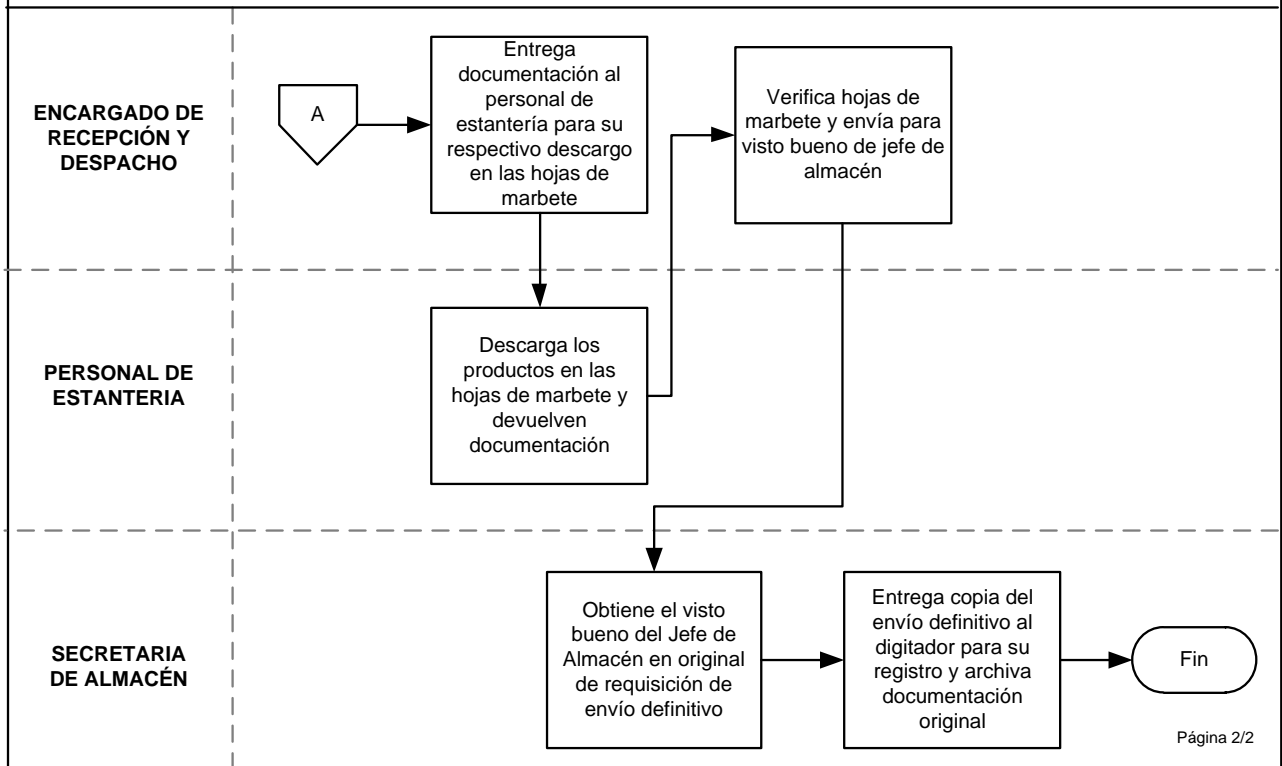 ENCARGADO DE
RECEPCIÓN Y
DESPACHO
A
Entrega
documentación al
personal de
estantería para su
respectivo descargo
en las hojas de
marbete
Verifica hojas de
marbete y envía para
visto bueno de jefe de
almacén
PERSONAL DE
ESTANTERIA
Descarga los
productos en las
hojas de marbete y
devuelven
documentación
SECRETARIA
DE ALMACÉN
Obtiene el visto
bueno del Jefe de
Almacén en original
de requisición de
envío definitivo
Entrega copia del
envío definitivo al
digitador para su
registro y archiva
documentación
original
Fin
Página 2/2